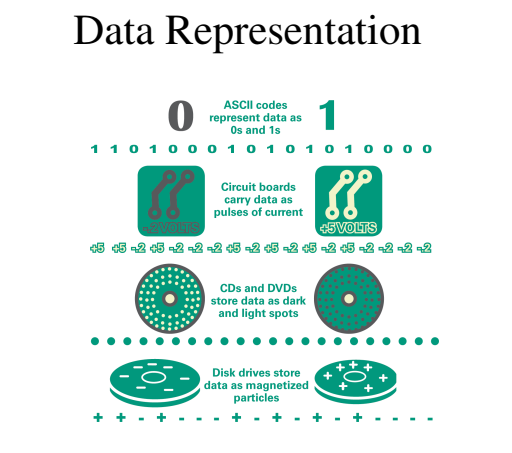 Data Representation
0 1
ASCII codes
represent data as
0s and 1s
1 1 0 1 0 0 0 1 0 1 0 1 0 1 0 0 0 0
-2 VOLTS
Circuit boards
carry data as
pulses of current
+5 VOLTS
+5 +5 -2 +5 -2 -2 -2 +5 -2 +5 -2 +5 -2 +5 -2 -2 -2 -2
CDs and DVDs
store data as dark
and light spots
Disk drives store
data as magnetized
particles
+ + - + - - - + - + - + - + - - - -